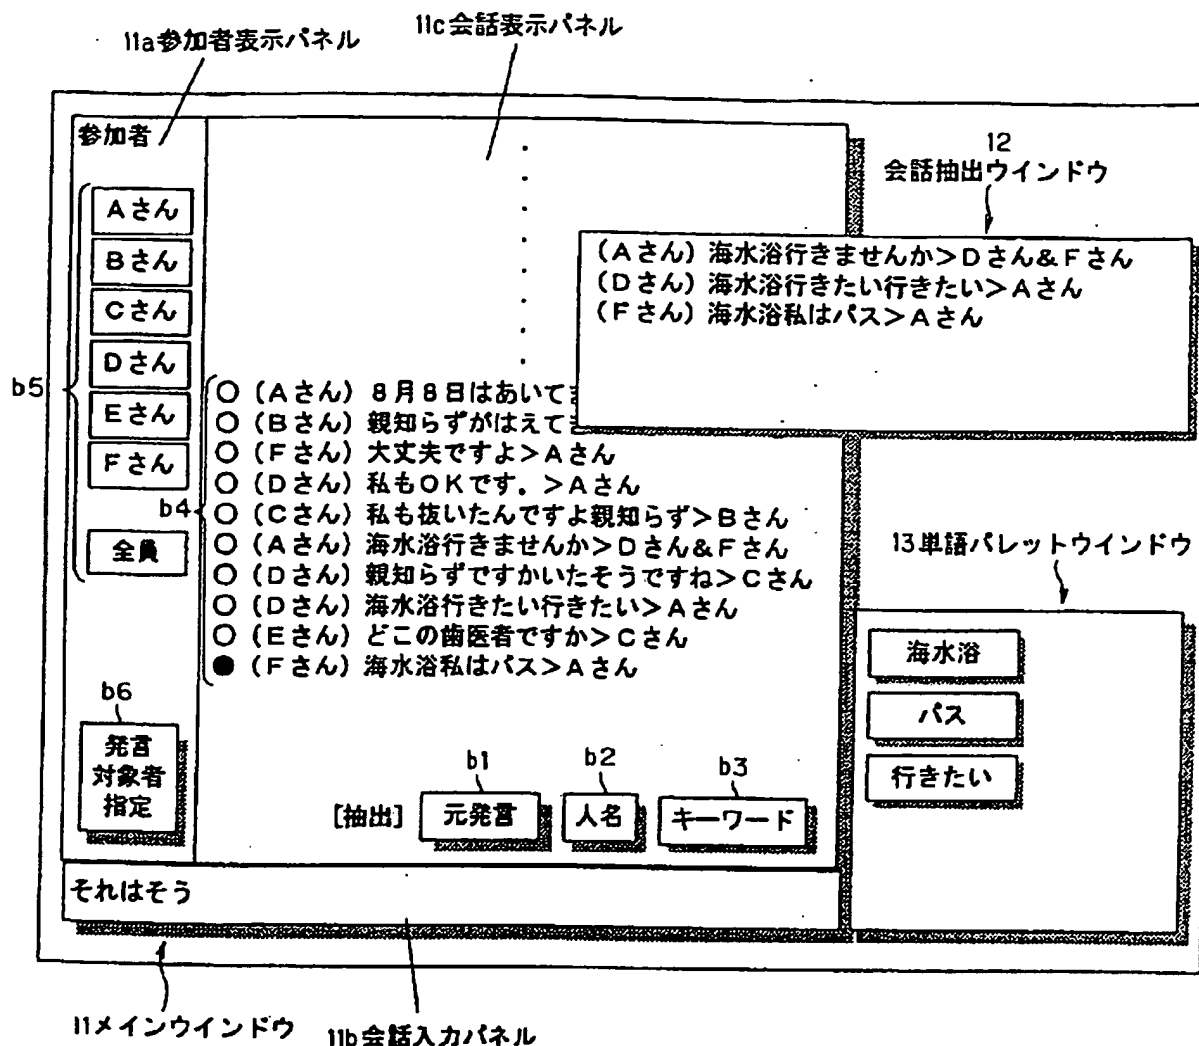 11a参加者表示パネル
11c会話表示パネル
参加者
12
会話抽出ウインドウ
Aさん
Bさん
Cさん
Dさん
Eさん
Fさん
全員
b5
(Aさん) 海水浴行きませんか>Dさん&Fさん
(Dさん) 海水浴行きたい行きたい>Aさん
(Fさん) 海水浴私はパス>Aさん
b4
○ (Aさん) 8月8日はあいて
○ (Bさん) 親知らずがはえて
○ (Fさん) 大丈夫ですよ>Aさん
○ (Dさん) 私もOKです.>Aさん
○ (Cさん) 私も抜いたんですよ親知らず>Bさん
○ (Aさん) 海水浴行きませんか>Dさん&Fさん
○ (Dさん) 親知らずですかいたそうですね>Cさん
○ (Dさん) 海水浴行きたい行きたい>Aさん
○ (Eさん) どこの歯医者ですか>Cさん
● (Fさん) 海水浴私はパス>Aさん
13単語パレットウインドウ
海水浴
パス
行きたい
b6
発言
対象者
指定
b1
b2
b3
[抽出]
元発言
人名
キーワード
それはそう
11メインウインドウ
11b会話入力パネル